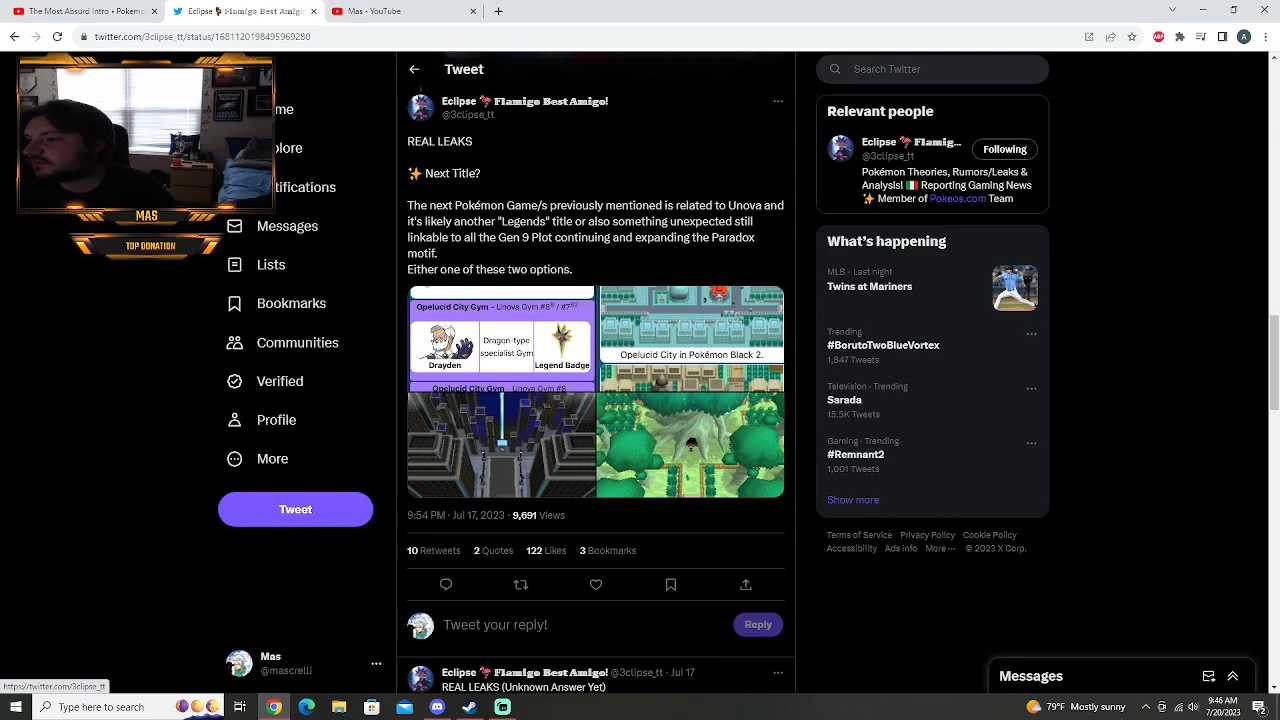 The Most Absurd Intro • Pokemo
Eclipse 🦩 Flamigo Best Amigo
Mas - YouTube
twitter.com/3clipse_tt/status/1681120198495969280
A
me
plore
tifications
Messages
Lists
Bookmarks
Communities
Verified
Profile
More
Tweet
Mas
@mascrelli
https://twitter.com/3clipse_tt
MAS
TOP DONATION
Tweet
Eclipse 🦩 Flamigo Best Amigo!
@3clipse_tt
REAL LEAKS
✨ Next Title?
The next Pokémon Game/s previously mentioned is related to Unova and
it's likely another "Legends" title or also something unexpected still
linkable to all the Gen 9 Plot continuing and expanding the Paradox
motif.
Either one of these two options.
Opelucid City Gym - Unova Gym #8
Dragon-type
specialist Gym
Drayden
Legend Badge
Opelucid City Gym - Unova Gym #8
Opelucid City in Pokémon Black 2.
9:54 PM · Jul 17, 2023 · 9,691 Views
10 Retweets 2 Quotes 122 Likes 3 Bookmarks
Tweet your reply!
Reply
Eclipse 🦩 Flamigo Best Amigo! @3clipse_tt · Jul 17
REAL LEAKS (Unknown Answer Yet)
Search Twitter
Relevant people
Eclipse 🦩 Flamig...
@3clipse_tt
Following
Pokémon Theories, Rumors/Leaks &
Analysis! 🇮🇹 Reporting Gaming News
✨ Member of Pokeos.com Team
What's happening
MLB · Last night
Twins at Mariners
Trending
#BorutoTwoBlueVortex
1,847 Tweets
Television · Trending
Sarada
15.5K Tweets
Gaming · Trending
#Remnant2
1,001 Tweets
Show more
Terms of Service Privacy Policy Cookie Policy
Accessibility Ads info More ··· © 2023 X Corp.
Messages
Type here to search
79°F Mostly sunny
9:46 AM
7/20/2023